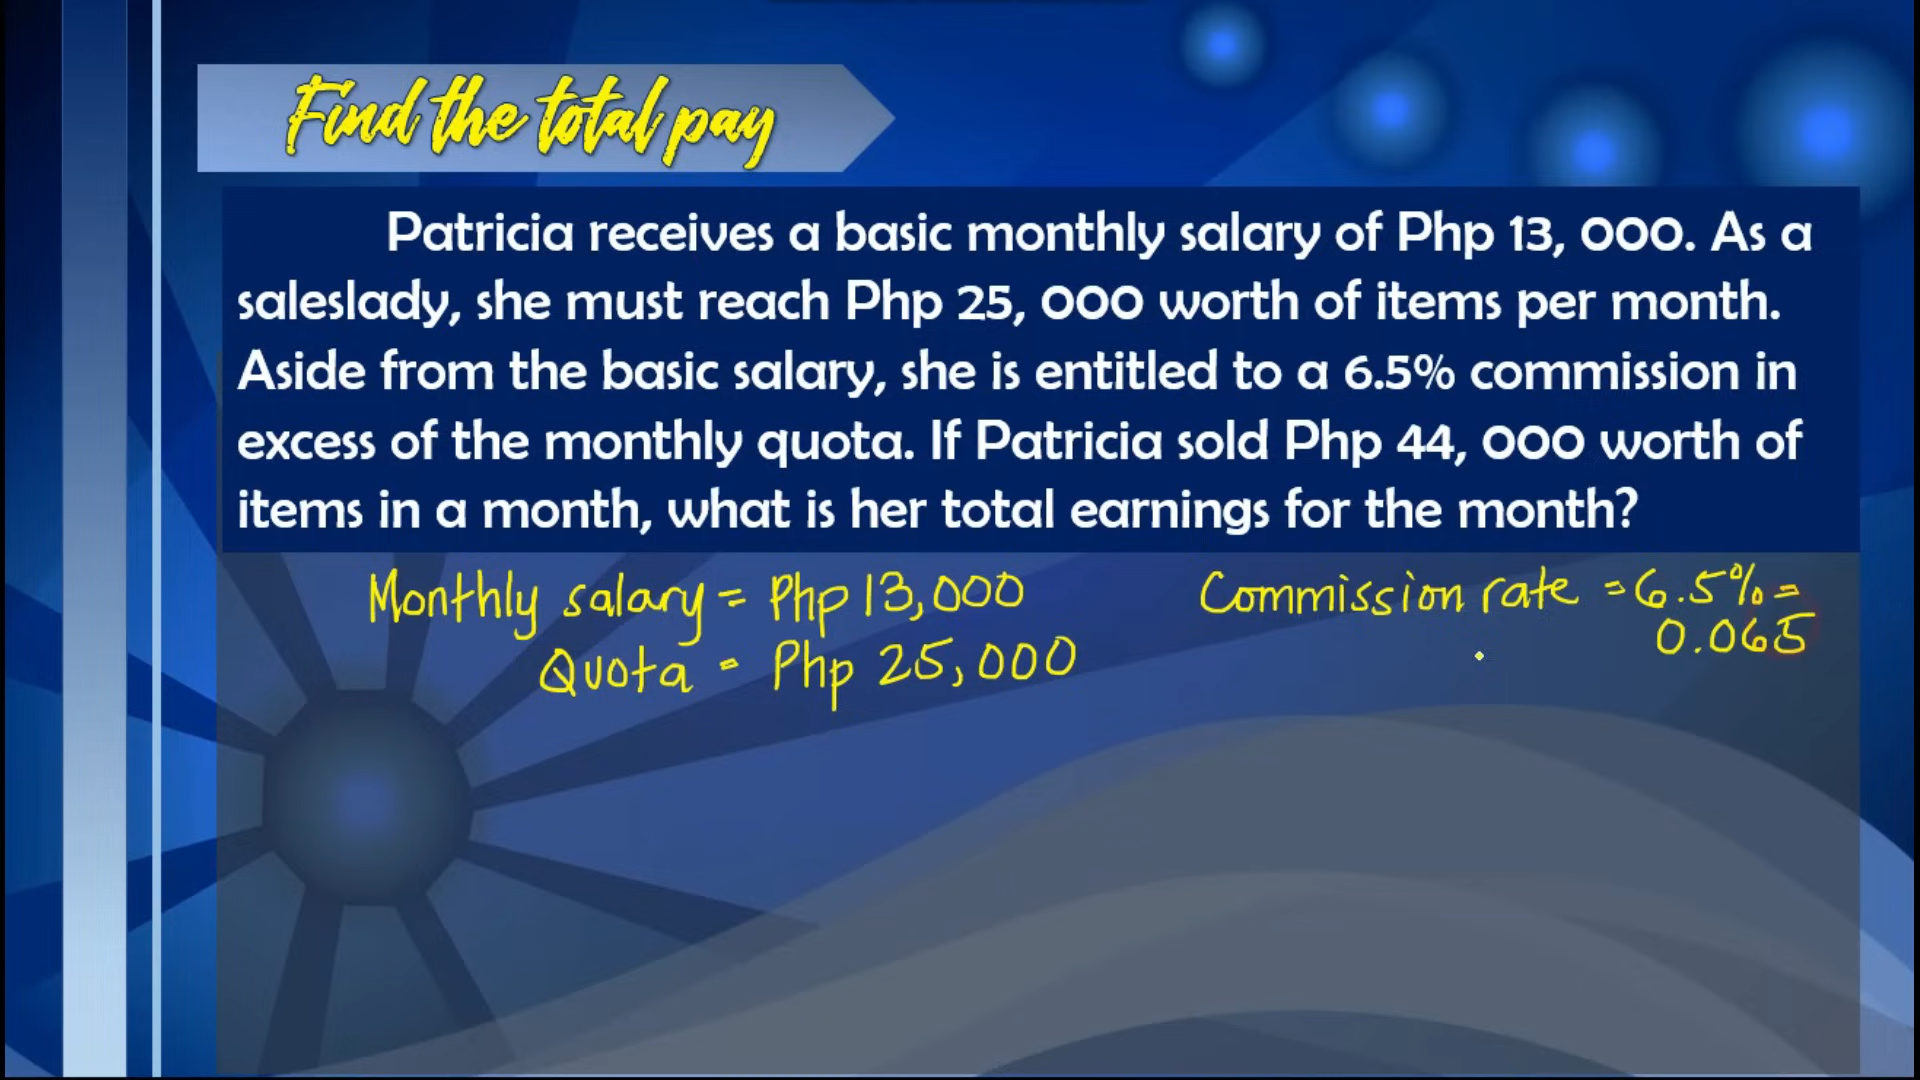 Find the total pay
Patricia receives a basic monthly salary of Php 13, 000. As a
saleslady, she must reach Php 25, 000 worth of items per month.
Aside from the basic salary, she is entitled to a 6.5% commission in
excess of the monthly quota. If Patricia sold Php 44, 000 worth of
items in a month, what is her total earnings for the month?
Monthly salary = Php 13,000
Quota = Php 25,000
Commission rate = 6.5% =
0.065